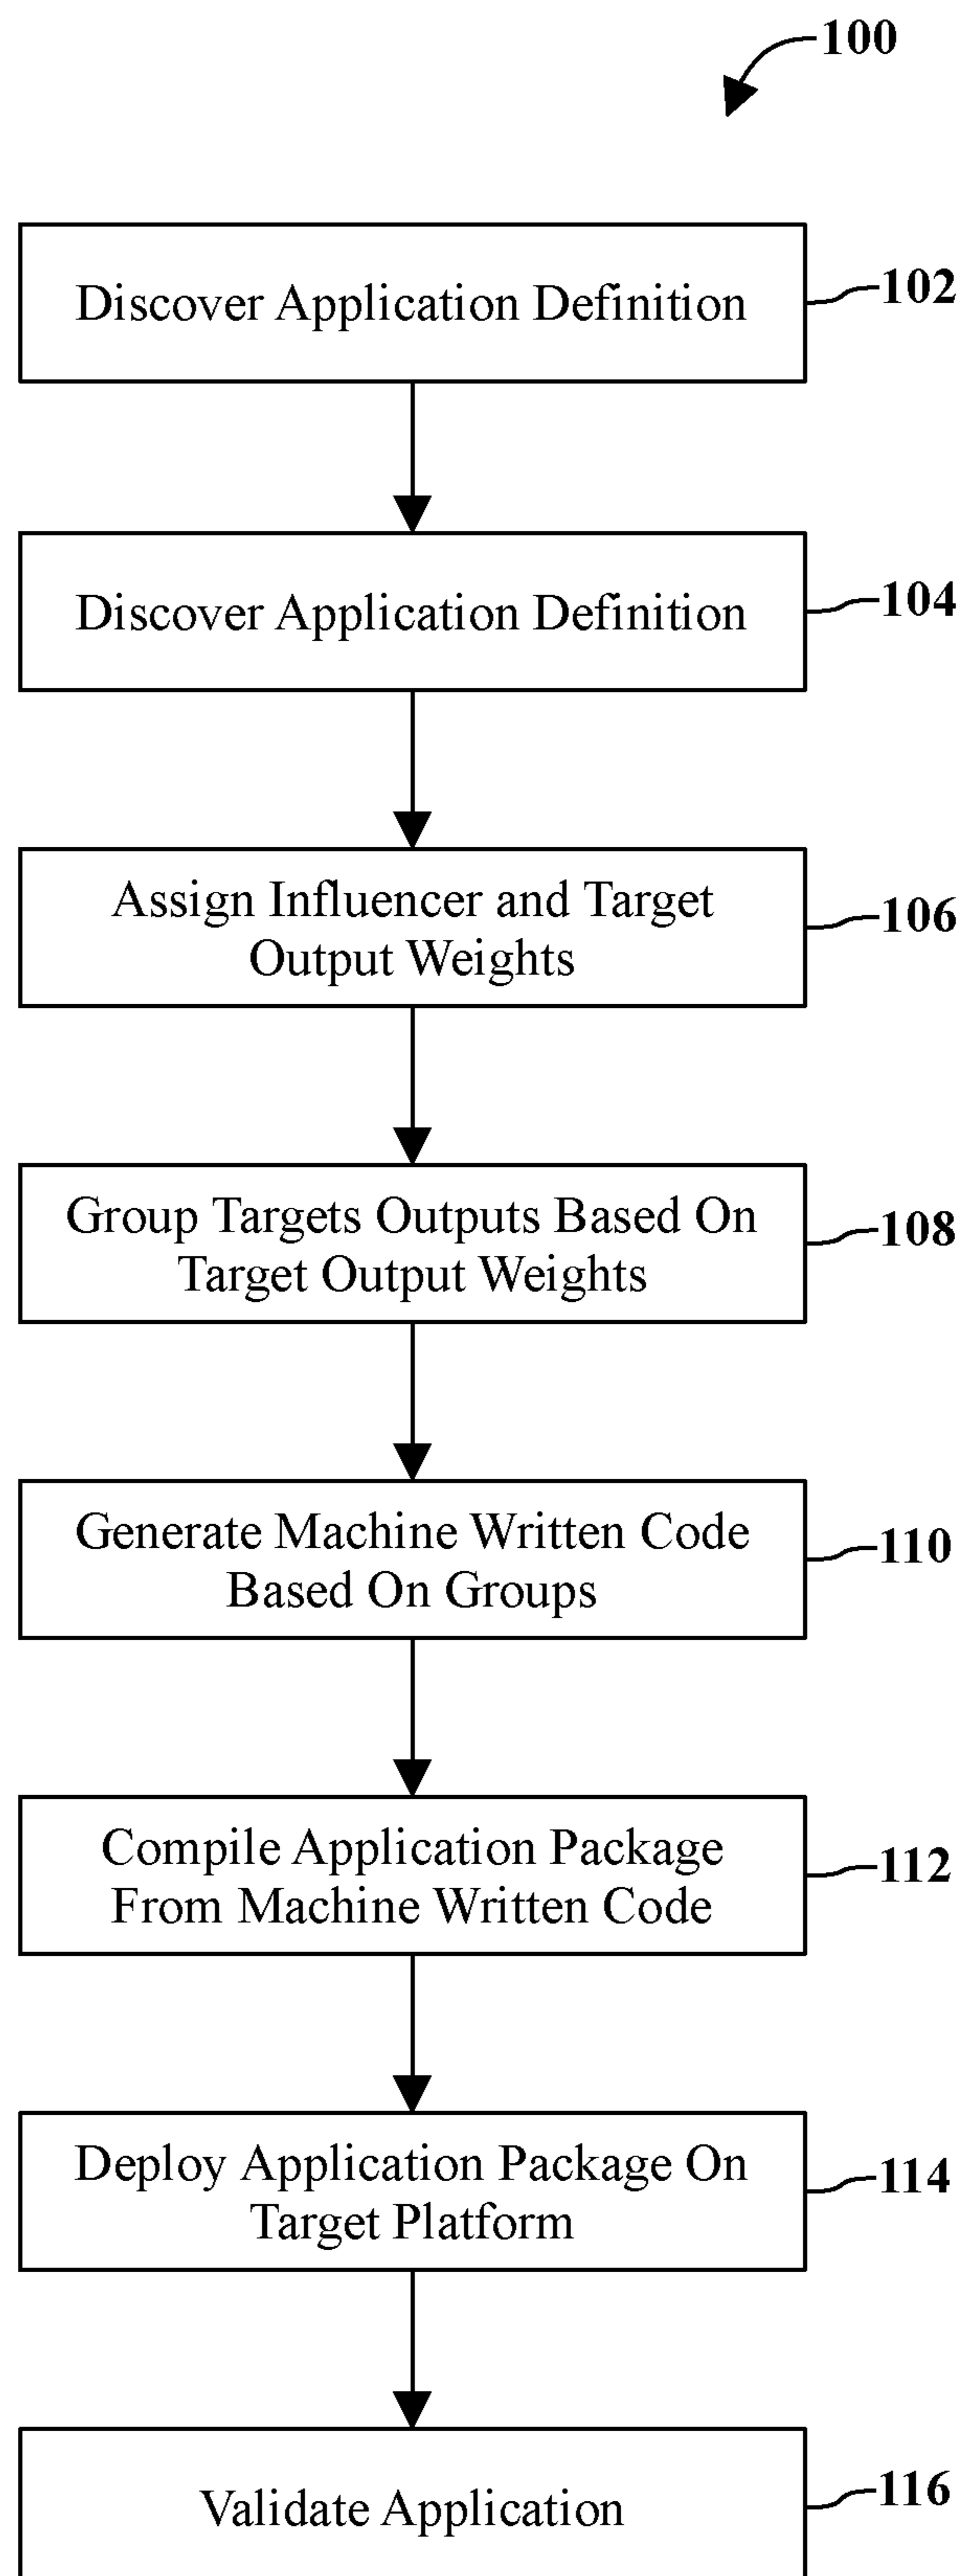 100
Discover Application Definition
102
Discover Application Definition
104
Assign Influencer and Target
Output Weights
106
Group Targets Outputs Based On
Target Output Weights
108
Generate Machine Written Code
Based On Groups
110
Compile Application Package
From Machine Written Code
112
Deploy Application Package On
Target Platform
114
Validate Application
116